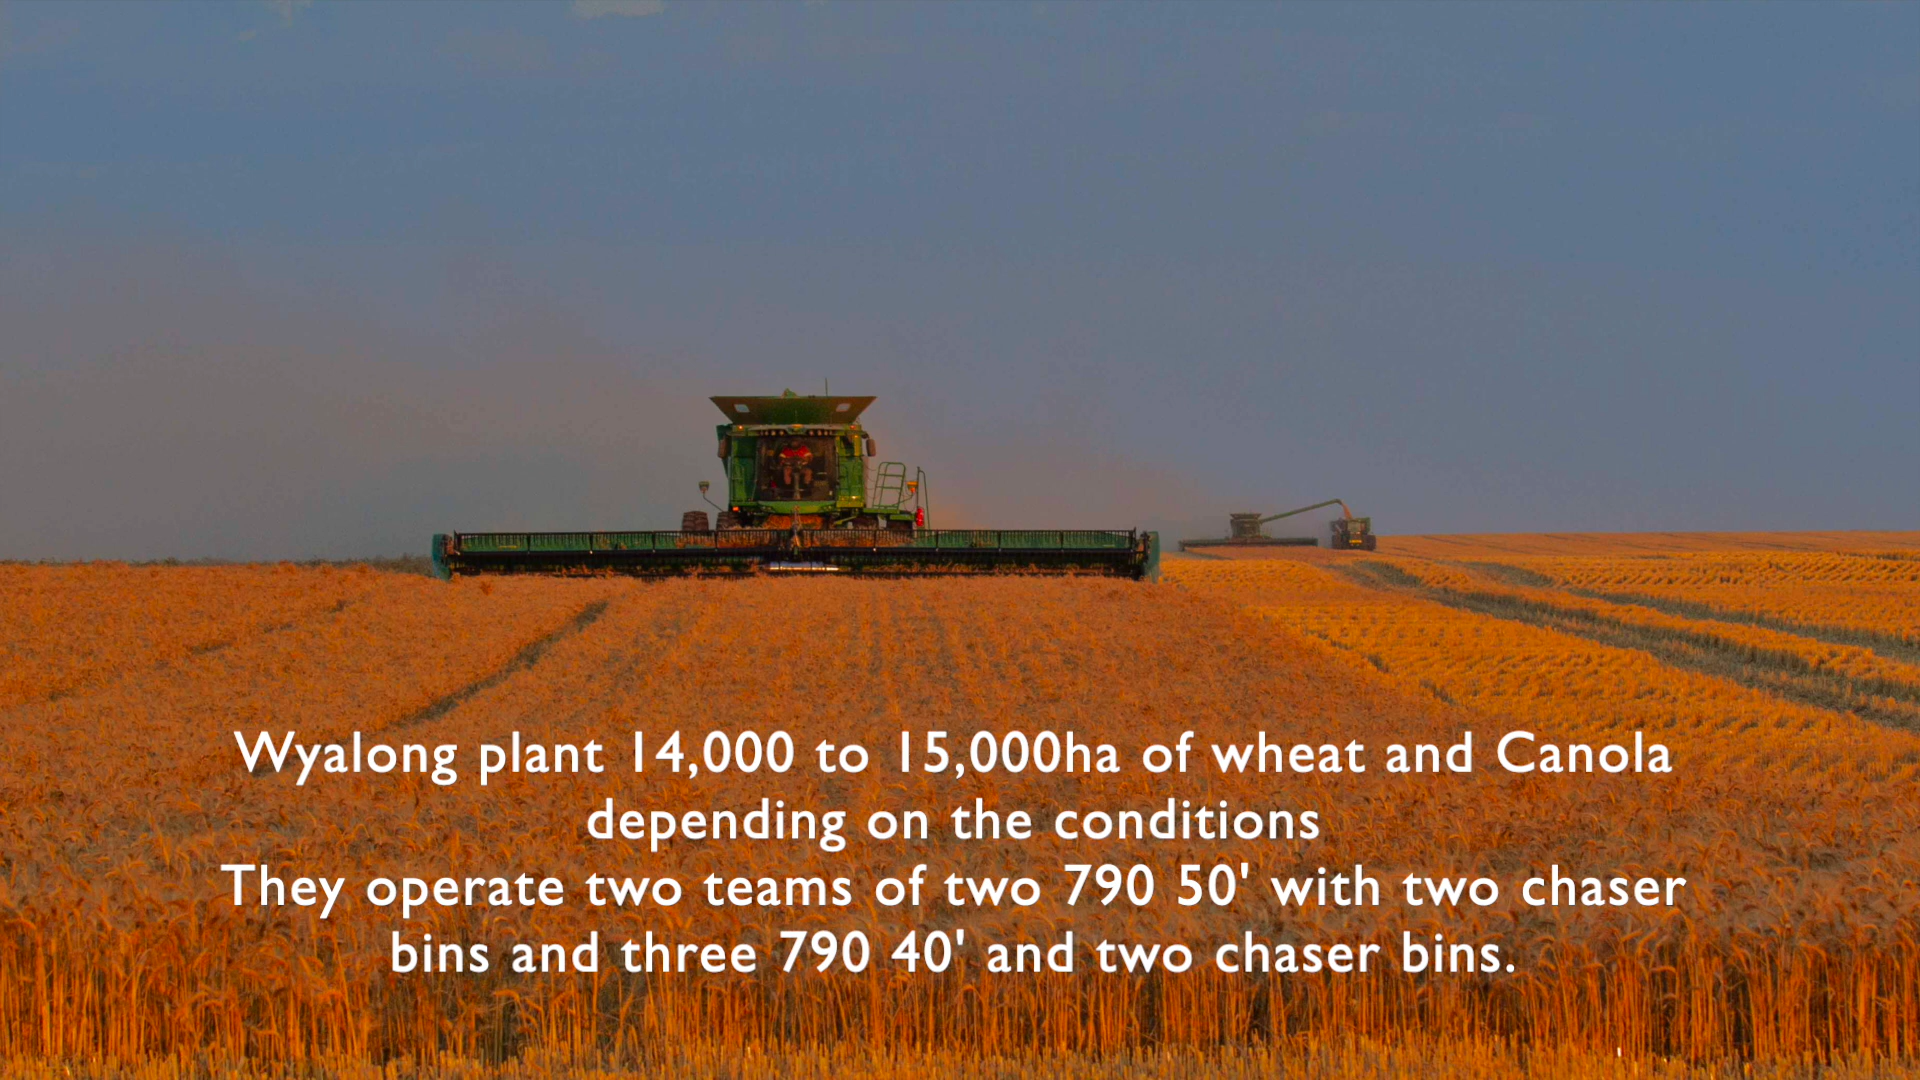 Wyalong plant 14,000 to 15,000ha of wheat and Canola
depending on the conditions
They operate two teams of two 790 50' with two chaser
bins and three 790 40' and two chaser bins.